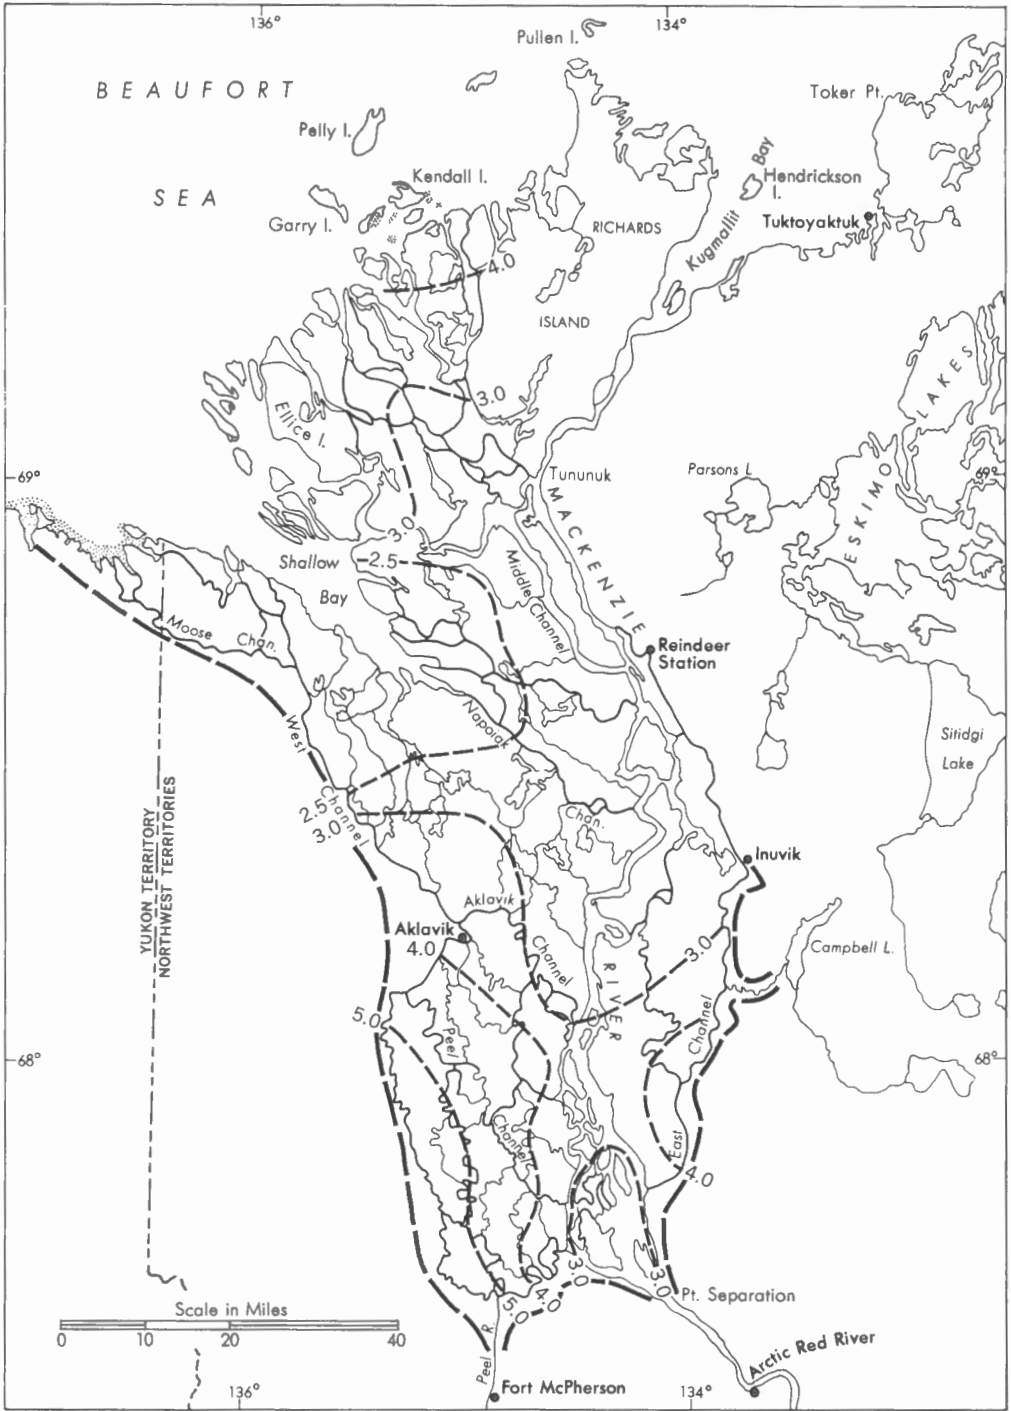 136°
134°
Pullen I.
BEAUFORT
Toker Pt.
Pelly I.
Kendall I.
Hendrickson
I.
SEA
Garry I.
RICHARDS
Kugmallit Bay
Tuktoyaktuk
4.0
ISLAND
3.0
Ellice I.
LAKES
69°
Tununuk
Parsons L.
69°
MACKENZIE
ESKIMO
3.0
Shallow
Bay
2.5
Middle Channel
Moose Chan.
Reindeer
Station
West
Napoiak
Sitidgi
Lake
Channel
2.5
3.0
Chan.
YUKON TERRITORY
NORTHWEST TERRITORIES
Inuvik
Aklavik
Aklavik
4.0
Channel
3.0
Campbell L.
RIVER
5.0
Peel
Channel
68°
68°
Channel
East
4.0
3.0
3.0
4.0
5.0
Pt. Separation
Scale in Miles
0 10 20 40
Peel R.
Arctic Red River
Fort McPherson
136°
134°